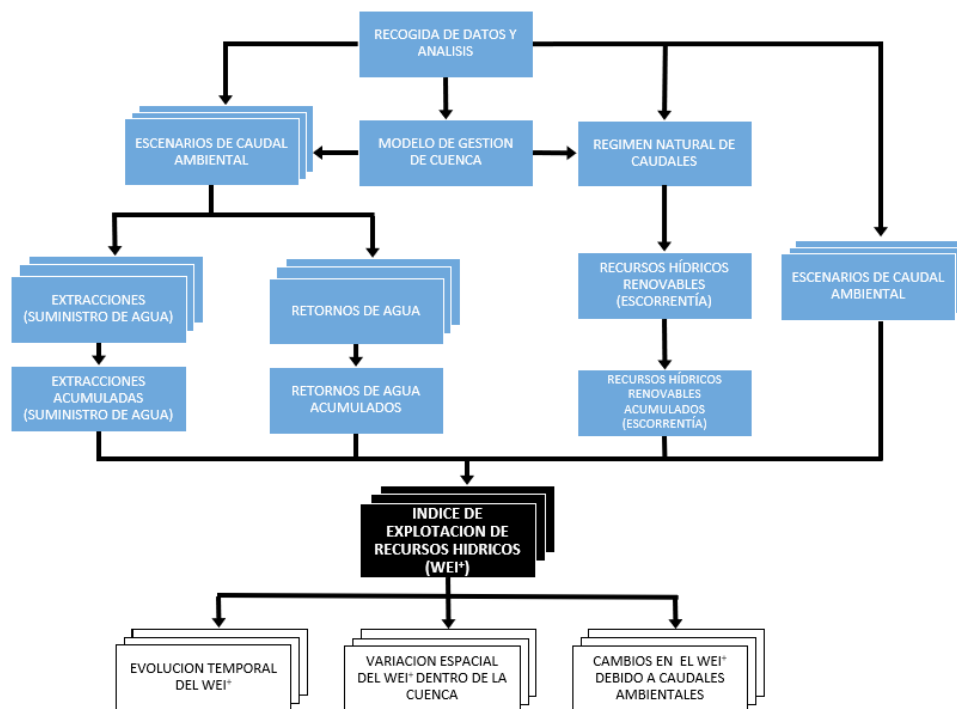 RECOGIDA DE DATOS Y
ANALISIS
ESCENARIOS DE CAUDAL
AMBIENTAL
MODELO DE GESTION
DE CUENCA
REGIMEN NATURAL DE
CAUDALES
EXTRACCIONES
(SUMINISTRO DE AGUA)
RETORNOS DE AGUA
RECURSOS HÍDRICOS
RENOVABLES
(ESCORRENTÍA)
ESCENARIOS DE CAUDAL
AMBIENTAL
EXTRACCIONES
ACUMULADAS
(SUMINISTRO DE AGUA)
RETORNOS DE AGUA
ACUMULADOS
RECURSOS HÍDRICOS
RENOVABLES
ACUMULADOS
(ESCORRENTÍA)
INDICE DE
EXPLOTACION DE
RECURSOS HIDRICOS
(WEI⁺)
EVOLUCION TEMPORAL
DEL WEI⁺
VARIACION ESPACIAL
DEL WEI⁺ DENTRO DE LA
CUENCA
CAMBIOS EN EL WEI⁺
DEBIDO A CAUDALES
AMBIENTALES